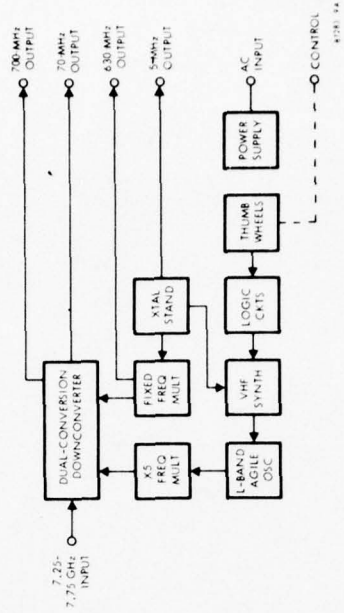 7.25-
7.75 GHz
INPUT
DUAL-CONVERSION
DOWNCONVERTER
700-MHz
OUTPUT
70-MHz
OUTPUT
630-MHz
OUTPUT
5-MHz
OUTPUT
X5
FREQ
MULT
FIXED
FREQ
MULT
XTAL
STAND
L-BAND
AGILE
OSC
VHF
SYNTH
LOGIC
CKTS
THUMB
WHEELS
POWER
SUPPLY
AC
INPUT
CONTROL